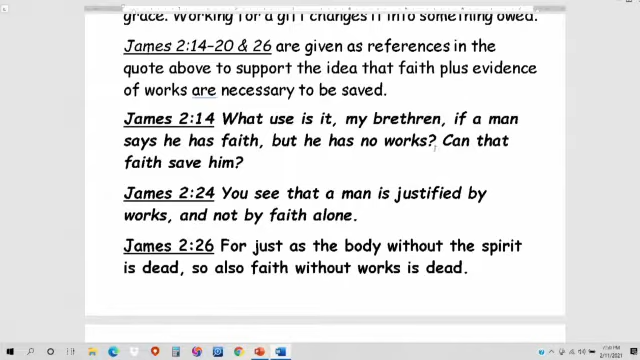 grace. Working for a gift changes it into something owed.
James 2:14-20 & 26 are given as references in the
quote above to support the idea that faith plus evidence
of works are necessary to be saved.
James 2:14 What use is it, my brethren, if a man
says he has faith, but he has no works? Can that
faith save him?
James 2:24 You see that a man is justified by
works, and not by faith alone.
James 2:26 For just as the body without the spirit
is dead, so also faith without works is dead.
2/11/2021